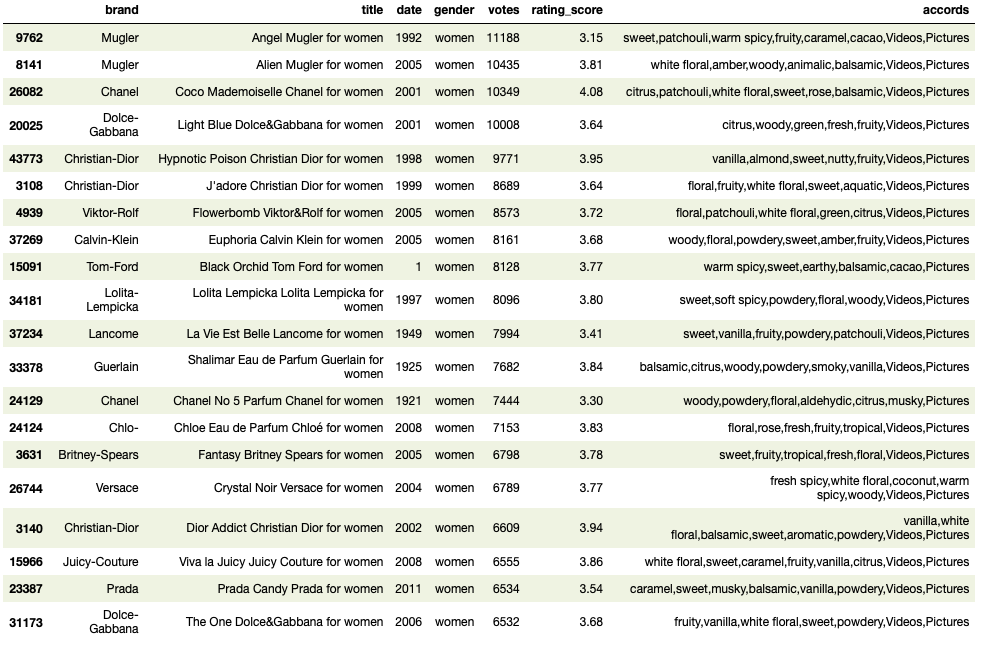 brand title date gender votes rating_score accords
9762 Mugler Angel Mugler for women 1992 women 11188 3.15 sweet,patchouli,warm spicy,fruity,caramel,cacao,Videos,Pictures
8141 Mugler Alien Mugler for women 2005 women 10435 3.81 white floral,amber,woody,animalic,balsamic,Videos,Pictures
26082 Chanel Coco Mademoiselle Chanel for women 2001 women 10349 4.08 citrus,patchouli,white floral,sweet,rose,balsamic,Videos,Pictures
20025 Dolce-
Gabbana Light Blue Dolce&Gabbana for women 2001 women 10008 3.64 citrus,woody,green,fresh,fruity,Videos,Pictures
43773 Christian-Dior Hypnotic Poison Christian Dior for women 1998 women 9771 3.95 vanilla,almond,sweet,nutty,fruity,Videos,Pictures
3108 Christian-Dior J'adore Christian Dior for women 1999 women 8689 3.64 floral,fruity,white floral,sweet,aquatic,Videos,Pictures
4939 Viktor-Rolf Flowerbomb Viktor&Rolf for women 2005 women 8573 3.72 floral,patchouli,white floral,green,citrus,Videos,Pictures
37269 Calvin-Klein Euphoria Calvin Klein for women 2005 women 8161 3.68 woody,floral,powdery,sweet,amber,fruity,Videos,Pictures
15091 Tom-Ford Black Orchid Tom Ford for women 1 women 8128 3.77 warm spicy,sweet,earthy,balsamic,cacao,Pictures
34181 Lolita-
Lempicka Lolita Lempicka Lolita Lempicka for
women 1997 women 8096 3.80 sweet,soft spicy,powdery,floral,woody,Videos,Pictures
37234 Lancome La Vie Est Belle Lancome for women 1949 women 7994 3.41 sweet,vanilla,fruity,powdery,patchouli,Videos,Pictures
33378 Guerlain Shalimar Eau de Parfum Guerlain for
women 1925 women 7682 3.84 balsamic,citrus,woody,powdery,smoky,vanilla,Videos,Pictures
24129 Chanel Chanel No 5 Parfum Chanel for women 1921 women 7444 3.30 woody,powdery,floral,aldehydic,citrus,musky,Pictures
24124 Chlo- Chloe Eau de Parfum Chloé for women 2008 women 7153 3.83 floral,rose,fresh,fruity,tropical,Videos,Pictures
3631 Britney-Spears Fantasy Britney Spears for women 2005 women 6798 3.78 sweet,fruity,tropical,fresh,floral,Videos,Pictures
26744 Versace Crystal Noir Versace for women 2004 women 6789 3.77 fresh spicy,white floral,coconut,warm
spicy,woody,Videos,Pictures
3140 Christian-Dior Dior Addict Christian Dior for women 2002 women 6609 3.94 vanilla,white
floral,balsamic,sweet,aromatic,powdery,Videos,Pictures
15966 Juicy-Couture Viva la Juicy Juicy Couture for women 2008 women 6555 3.86 white floral,sweet,caramel,fruity,vanilla,citrus,Videos,Pictures
23387 Prada Prada Candy Prada for women 2011 women 6534 3.54 caramel,sweet,musky,balsamic,vanilla,powdery,Videos,Pictures
31173 Dolce-
Gabbana The One Dolce&Gabbana for women 2006 women 6532 3.68 fruity,vanilla,white floral,sweet,powdery,Videos,Pictures